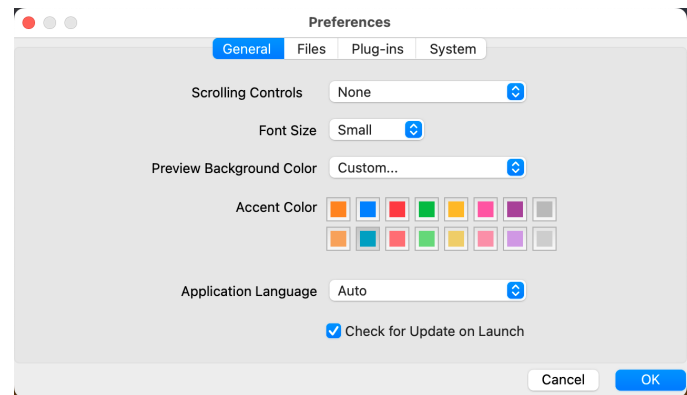 Preferences
General Files Plug-ins System
Scrolling Controls None
Font Size Small
Preview Background Color Custom...
Accent Color
Application Language Auto
Check for Update on Launch
Cancel OK